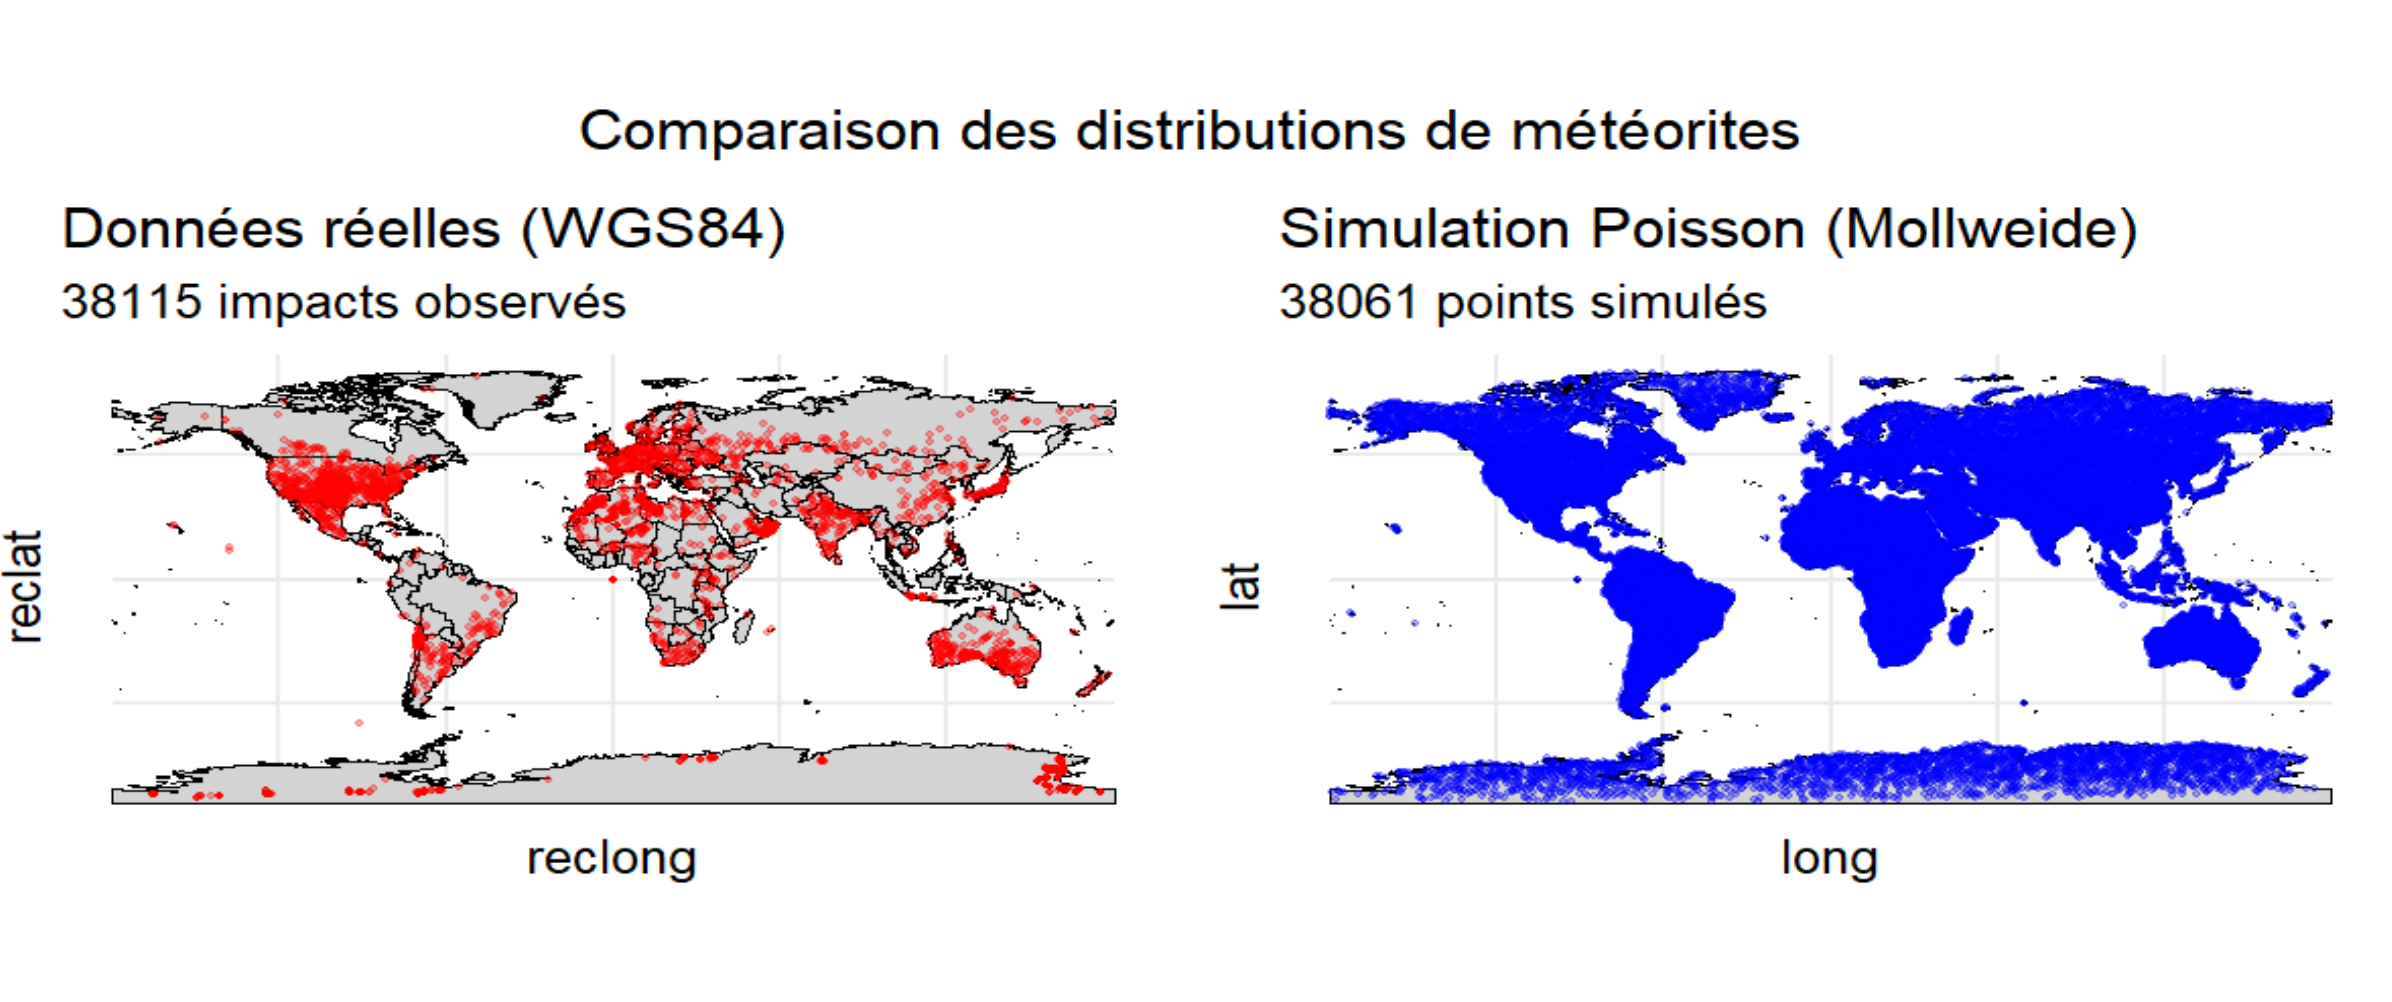 Comparaison des distributions de météorites
Données réelles (WGS84)
38115 impacts observés
reclat
reclong
Simulation Poisson (Mollweide)
38061 points simulés
lat
long